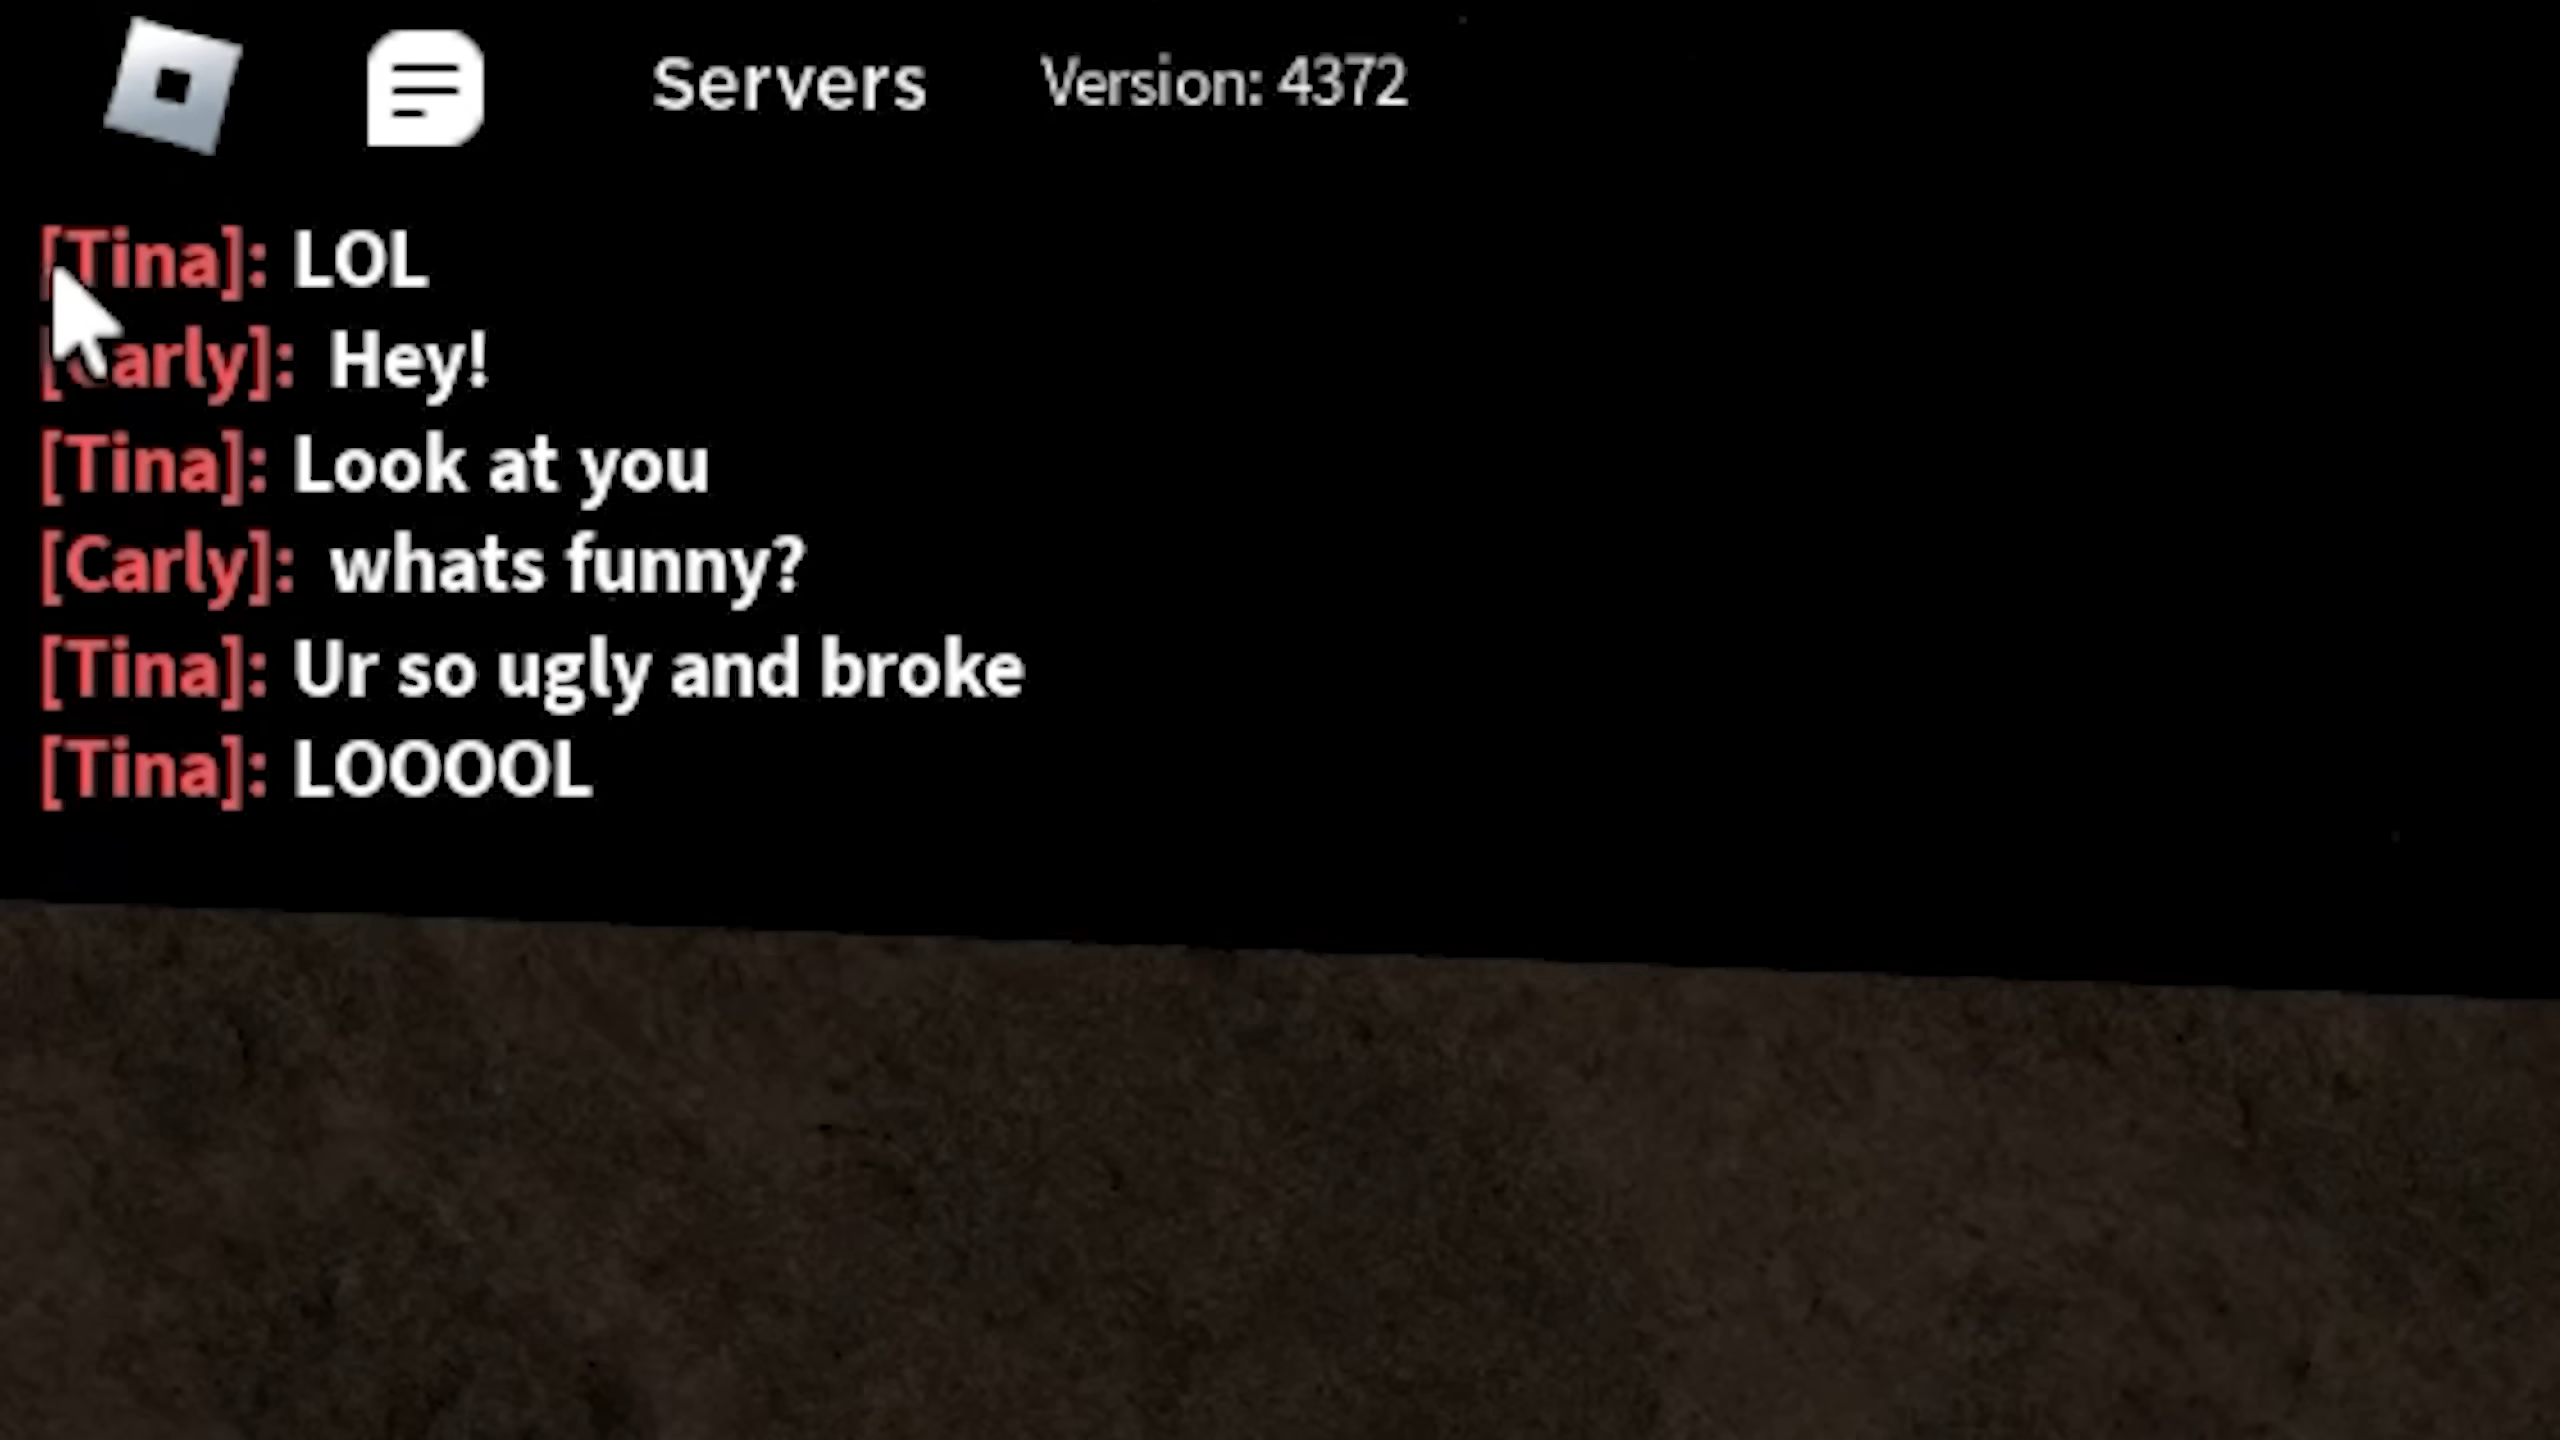 Servers Version: 4372
[Tina]: LOL
[Carly]: Hey!
[Tina]: Look at you
[Carly]: whats funny?
[Tina]: Ur so ugly and broke
[Tina]: LOOOOL